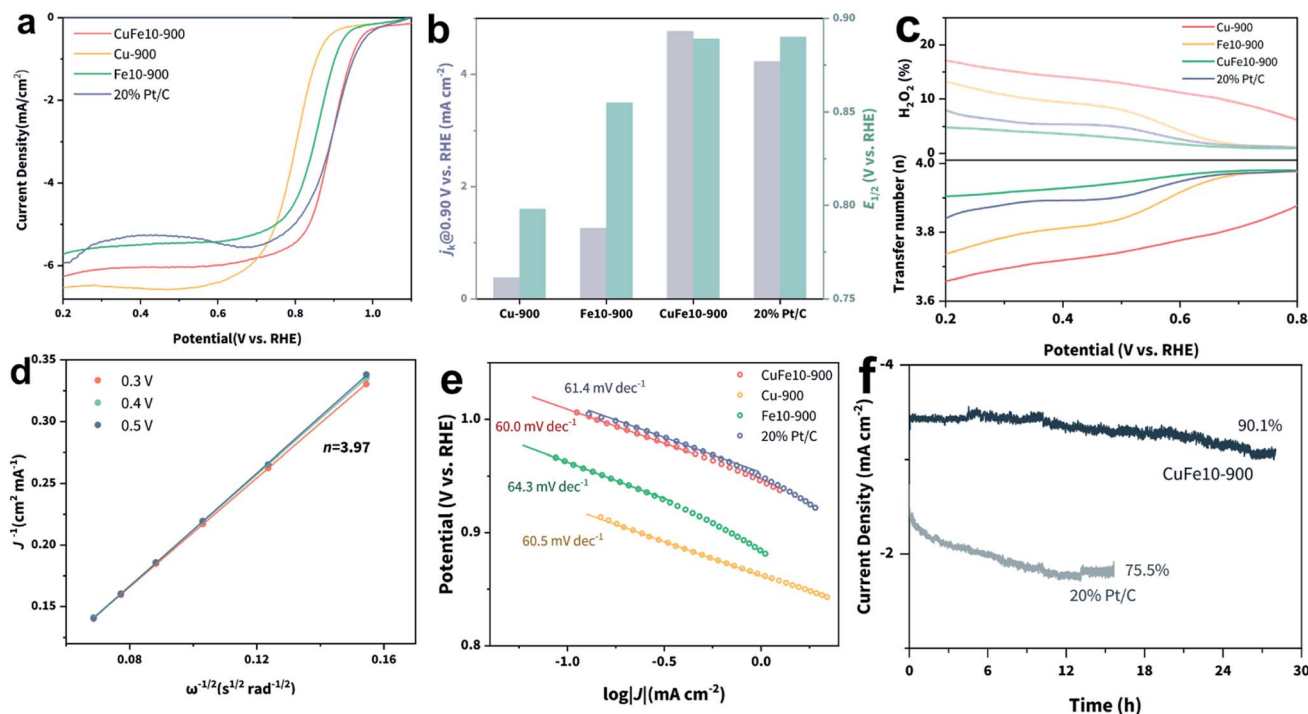 a
0
-2
-4
-6
Current Density(mA/cm²)
CuFe10-900
Cu-900
Fe10-900
20% Pt/C
0.2
0.4
0.6
0.8
1.0
Potential(V vs. RHE)
b
4
2
0
jₖ@0.90 V vs. RHE (mA cm⁻²)
0.90
0.85
0.80
0.75
E₁/₂ (V vs. RHE)
Cu-900
Fe10-900
CuFe10-900
20% Pt/C
c
20
10
0
H₂O₂ (%)
Cu-900
Fe10-900
CuFe10-900
20% Pt/C
4.0
3.8
3.6
Transfer number (n)
0.2
0.4
0.6
0.8
Potential (V vs. RHE)
d
0.35
0.30
0.25
0.20
0.15
J⁻¹(cm² mA⁻¹)
0.3 V
0.4 V
0.5 V
n=3.97
0.08
0.12
0.16
ω⁻¹/²(s¹/² rad⁻¹/²)
e
1.0
0.9
0.8
Potential (V vs. RHE)
CuFe10-900
Cu-900
Fe10-900
20% Pt/C
61.4 mV dec⁻¹
60.0 mV dec⁻¹
64.3 mV dec⁻¹
60.5 mV dec⁻¹
-1.0
-0.5
0.0
log|J|(mA cm⁻²)
f
-4
-2
Current Density (mA cm⁻²)
90.1%
CuFe10-900
75.5%
20% Pt/C
0
6
12
18
24
30
Time (h)